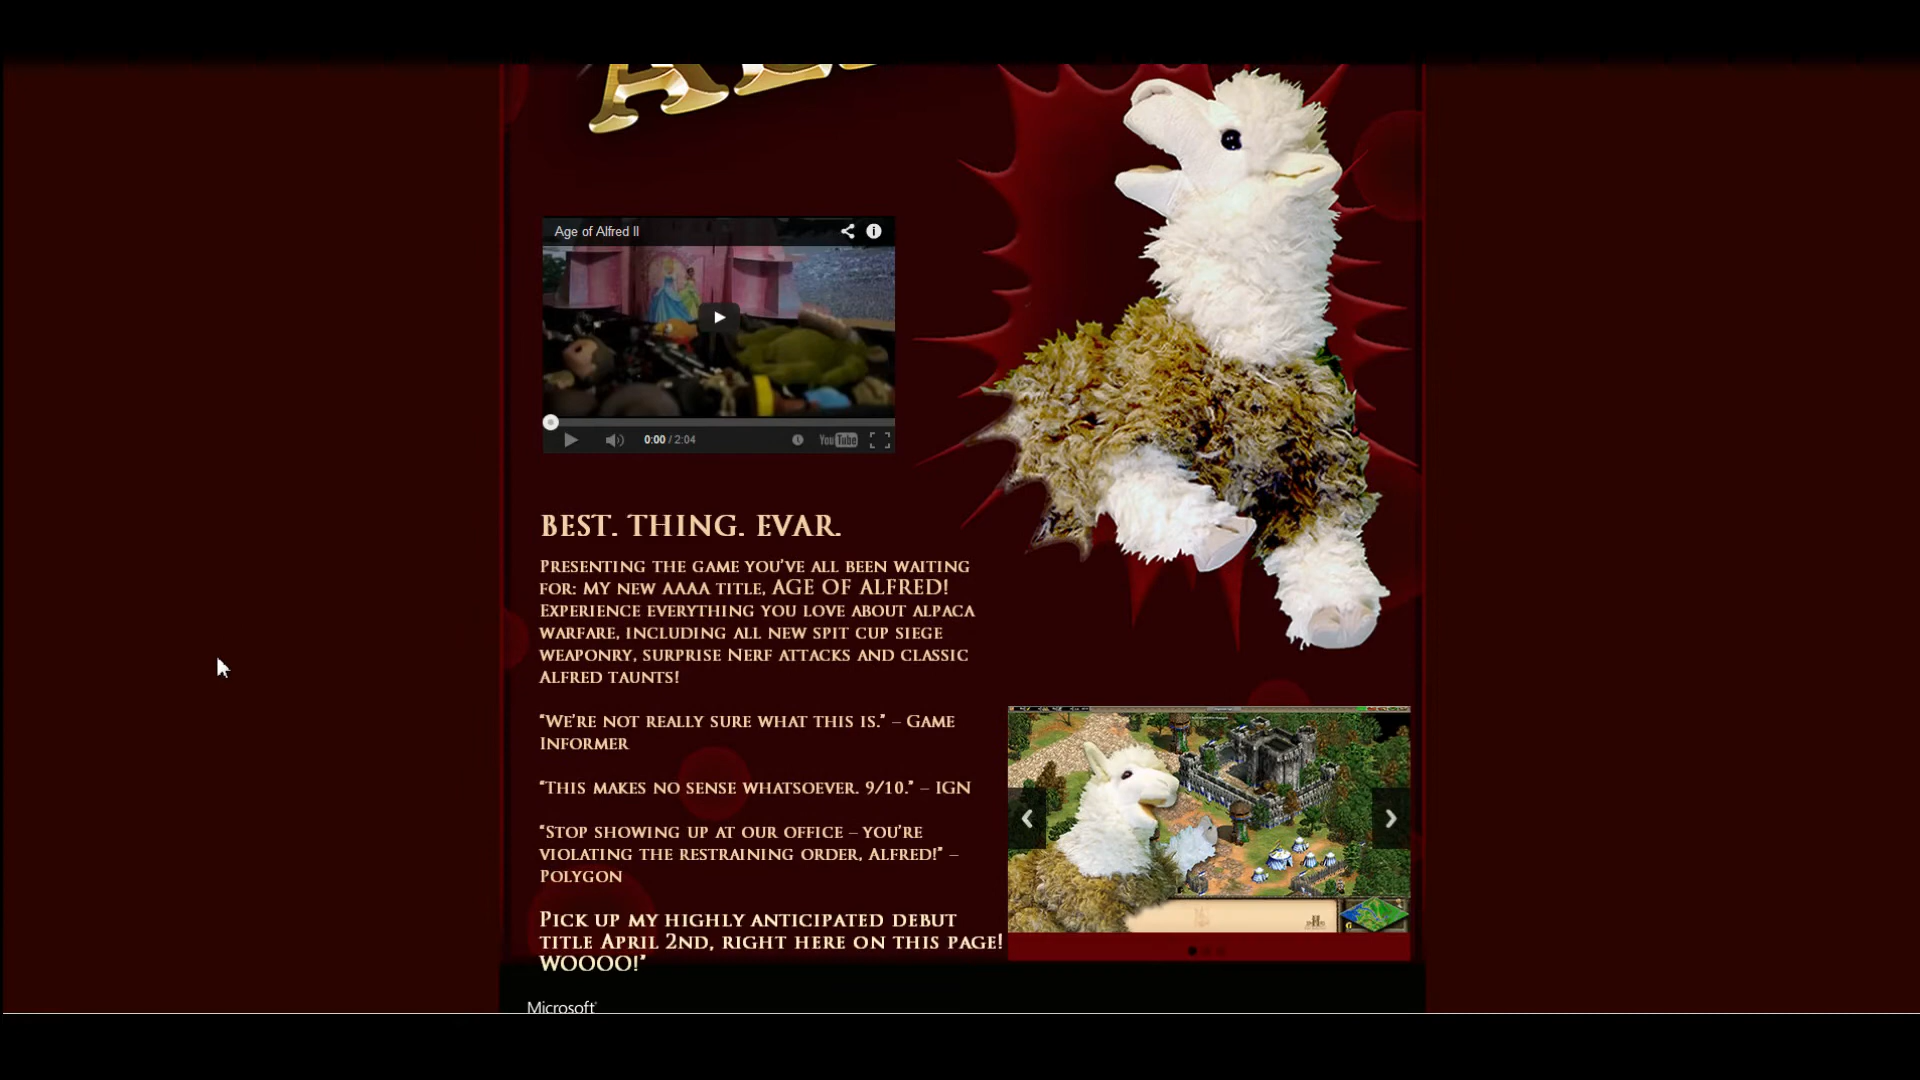 Age of Alfred II
0:00 / 2:04
YouTube
BEST. THING. EVAR.
PRESENTING THE GAME YOU'VE ALL BEEN WAITING
FOR: MY NEW AAAA TITLE, AGE OF ALFRED!
EXPERIENCE EVERYTHING YOU LOVE ABOUT ALPACA
WARFARE, INCLUDING ALL NEW SPIT CUP SIEGE
WEAPONRY, SURPRISE NERF ATTACKS AND CLASSIC
ALFRED TAUNTS!
"WE'RE NOT REALLY SURE WHAT THIS IS." – GAME
INFORMER
"THIS MAKES NO SENSE WHATSOEVER. 9/10." – IGN
"STOP SHOWING UP AT OUR OFFICE – YOU'RE
VIOLATING THE RESTRAINING ORDER, ALFRED!" –
POLYGON
PICK UP MY HIGHLY ANTICIPATED DEBUT
TITLE APRIL 2ND, RIGHT HERE ON THIS PAGE!
WOOOO!"
Microsoft